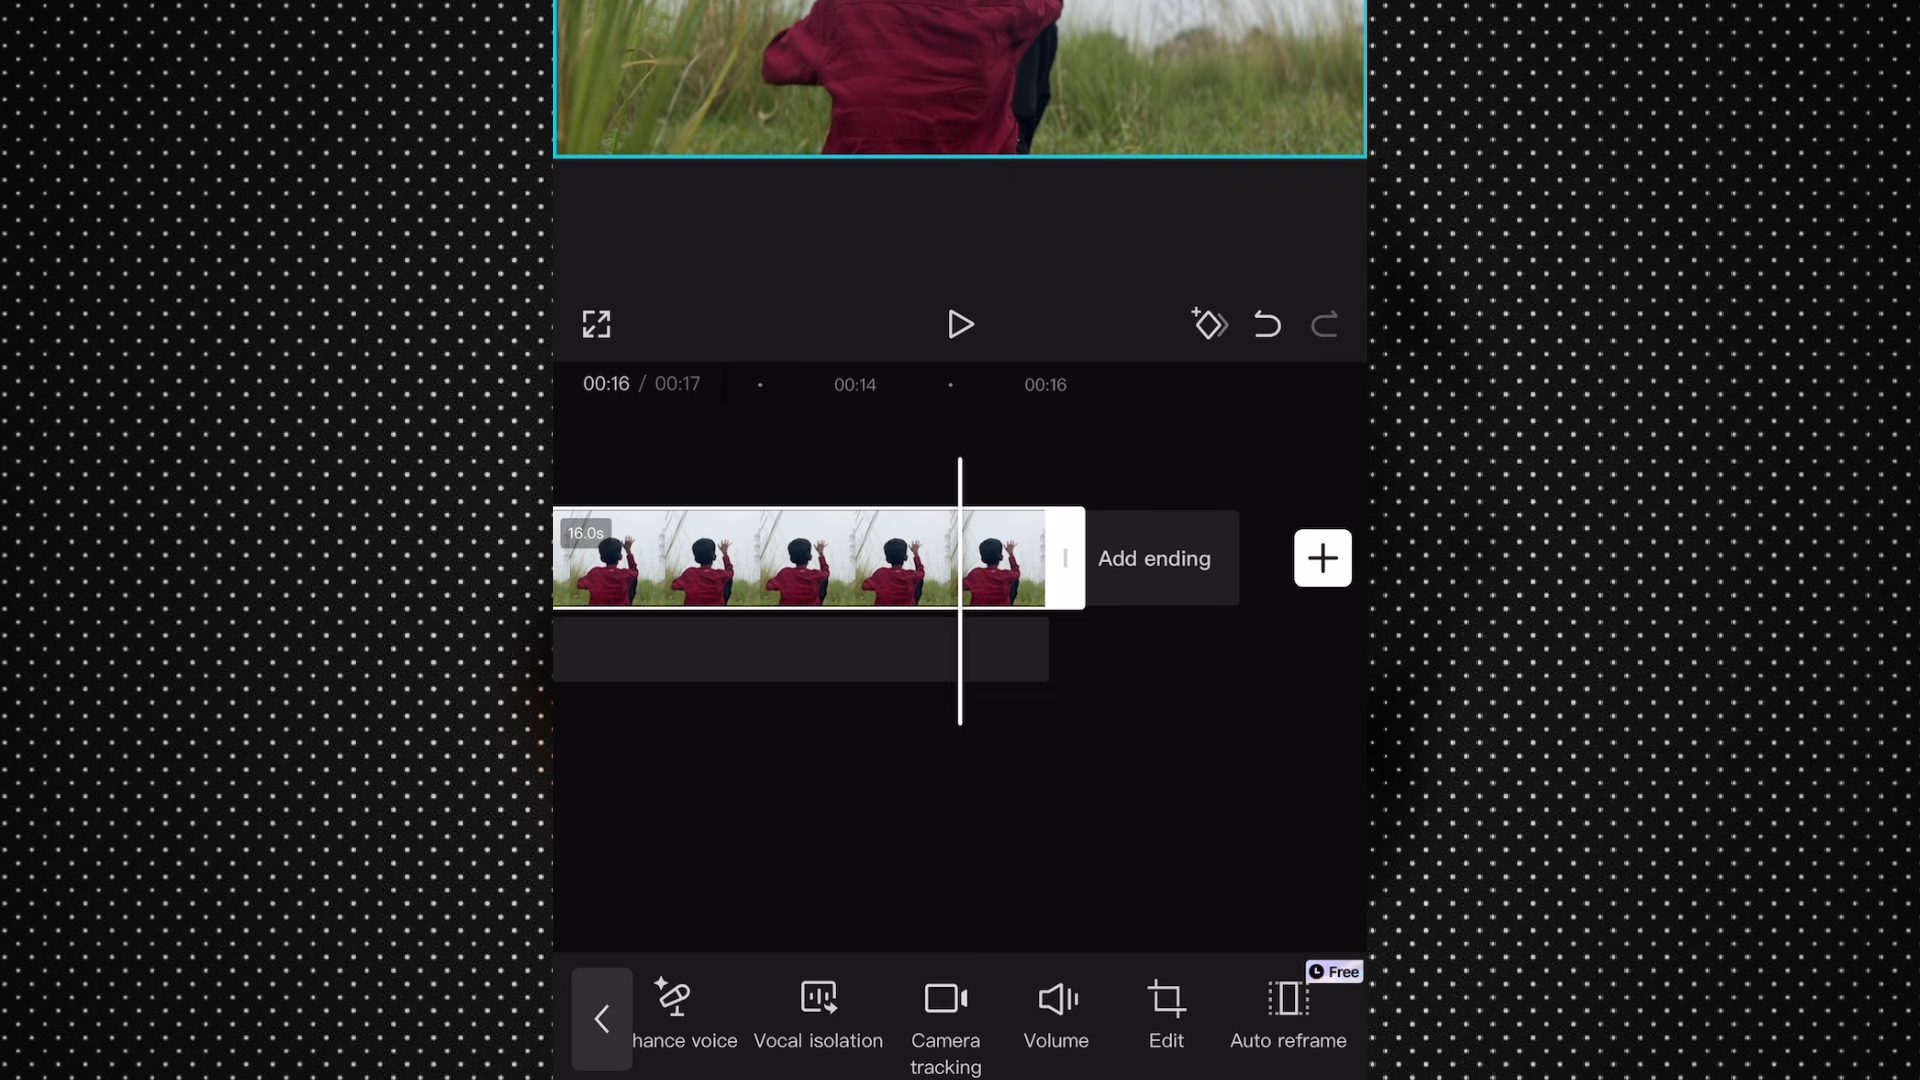 00:16 / 00:17
00:14
00:16
16.0s
Add ending
Free
hance voice
Vocal isolation
Camera
tracking
Volume
Edit
Auto reframe